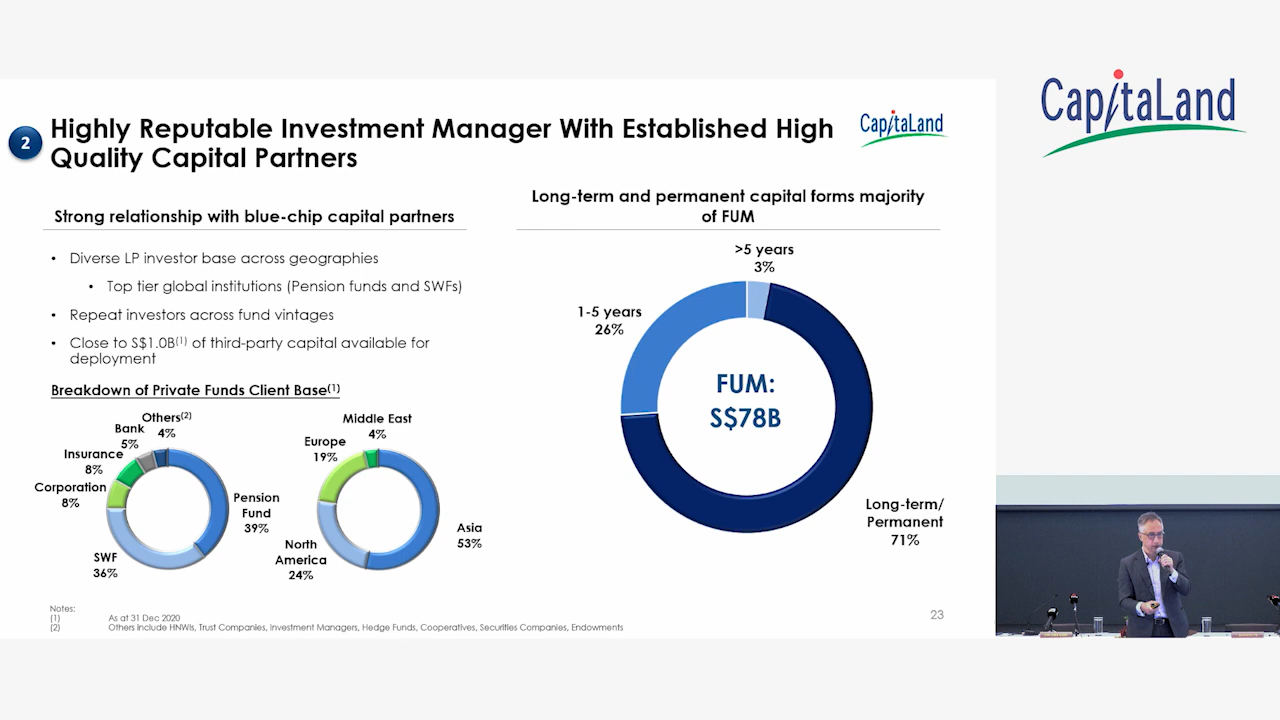 CapitaLand
2
Highly Reputable Investment Manager With Established High
Quality Capital Partners
CapitaLand
Strong relationship with blue-chip capital partners
• Diverse LP investor base across geographies
• Top tier global institutions (Pension funds and SWFs)
• Repeat investors across fund vintages
• Close to S$1.0B(1) of third-party capital available for
deployment
Breakdown of Private Funds Client Base(1)
Others(2)
4%
Bank
5%
Insurance
8%
Corporation
8%
SWF
36%
Pension
Fund
39%
Middle East
4%
Europe
19%
North
America
24%
Asia
53%
Long-term and permanent capital forms majority
of FUM
>5 years
3%
1-5 years
26%
FUM:
S$78B
Long-term/
Permanent
71%
Notes:
(1) As at 31 Dec 2020
(2) Others include HNWIs, Trust Companies, Investment Managers, Hedge Funds, Cooperatives, Securities Companies, Endowments
23